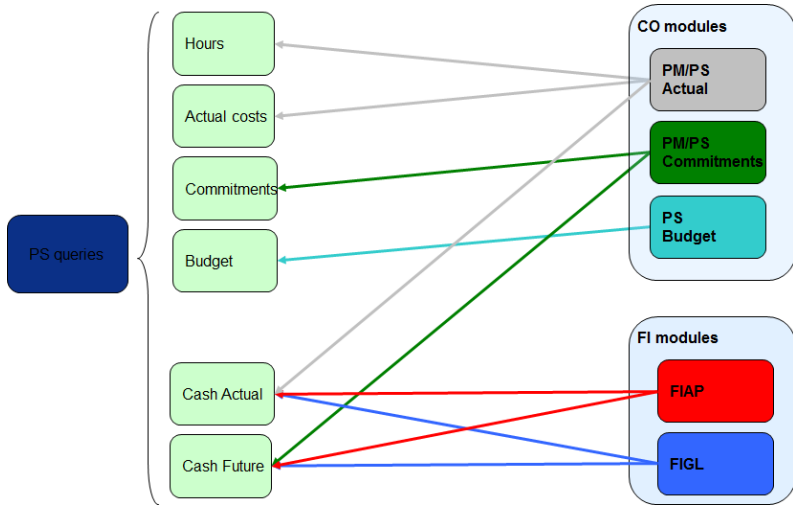 PS queries
Hours
Actual costs
Commitments
Budget
Cash Actual
Cash Future
CO modules
PM/PS
Actual
PM/PS
Commitments
PS
Budget
FI modules
FIAP
FIGL